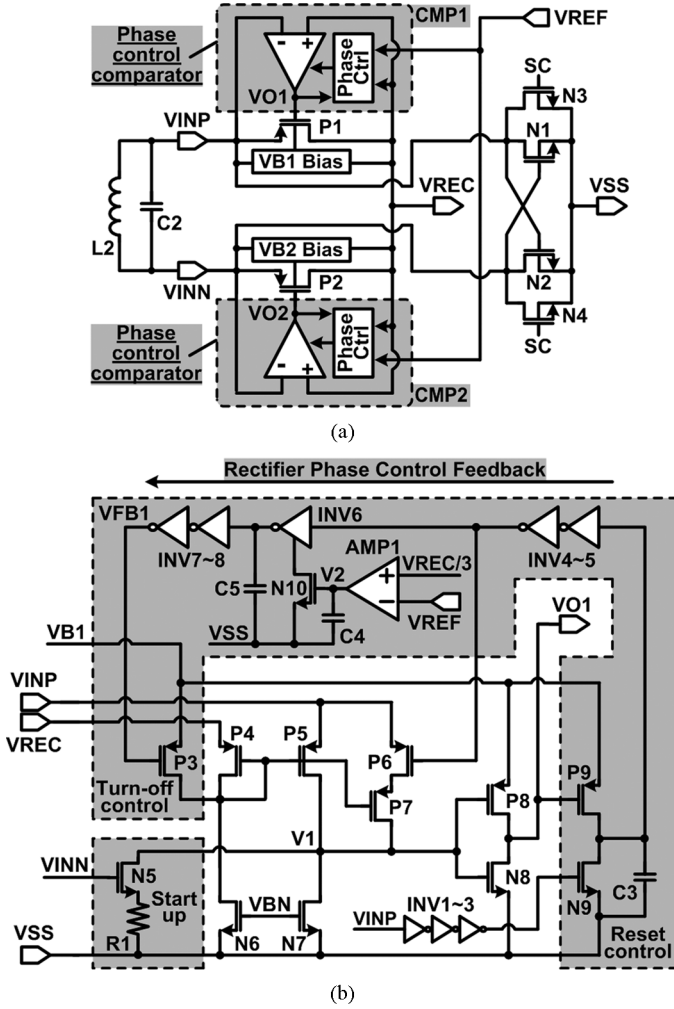 CMP1
Phase
control
comparator
-
+
Phase
Ctrl
VREF
VO1
SC
N3
VINP
P1
N1
VB1 Bias
VREC
VSS
C2
L2
VB2 Bias
N2
VINN
P2
N4
VO2
SC
Phase
control
comparator
Phase
Ctrl
-
+
CMP2
(a)
Rectifier Phase Control Feedback
VFB1
INV6
INV7~8
AMP1
INV4~5
VREC/3
+
V2
C5
N10
-
VO1
VREF
VSS
C4
VB1
VINP
VREC
P4
P5
P6
P3
P9
P7
P8
Turn-off
control
V1
VINN
N5
N8
C3
Start
up
VBN
INV1~3
VINP
N9
VSS
R1
N6
N7
Reset
control
(b)